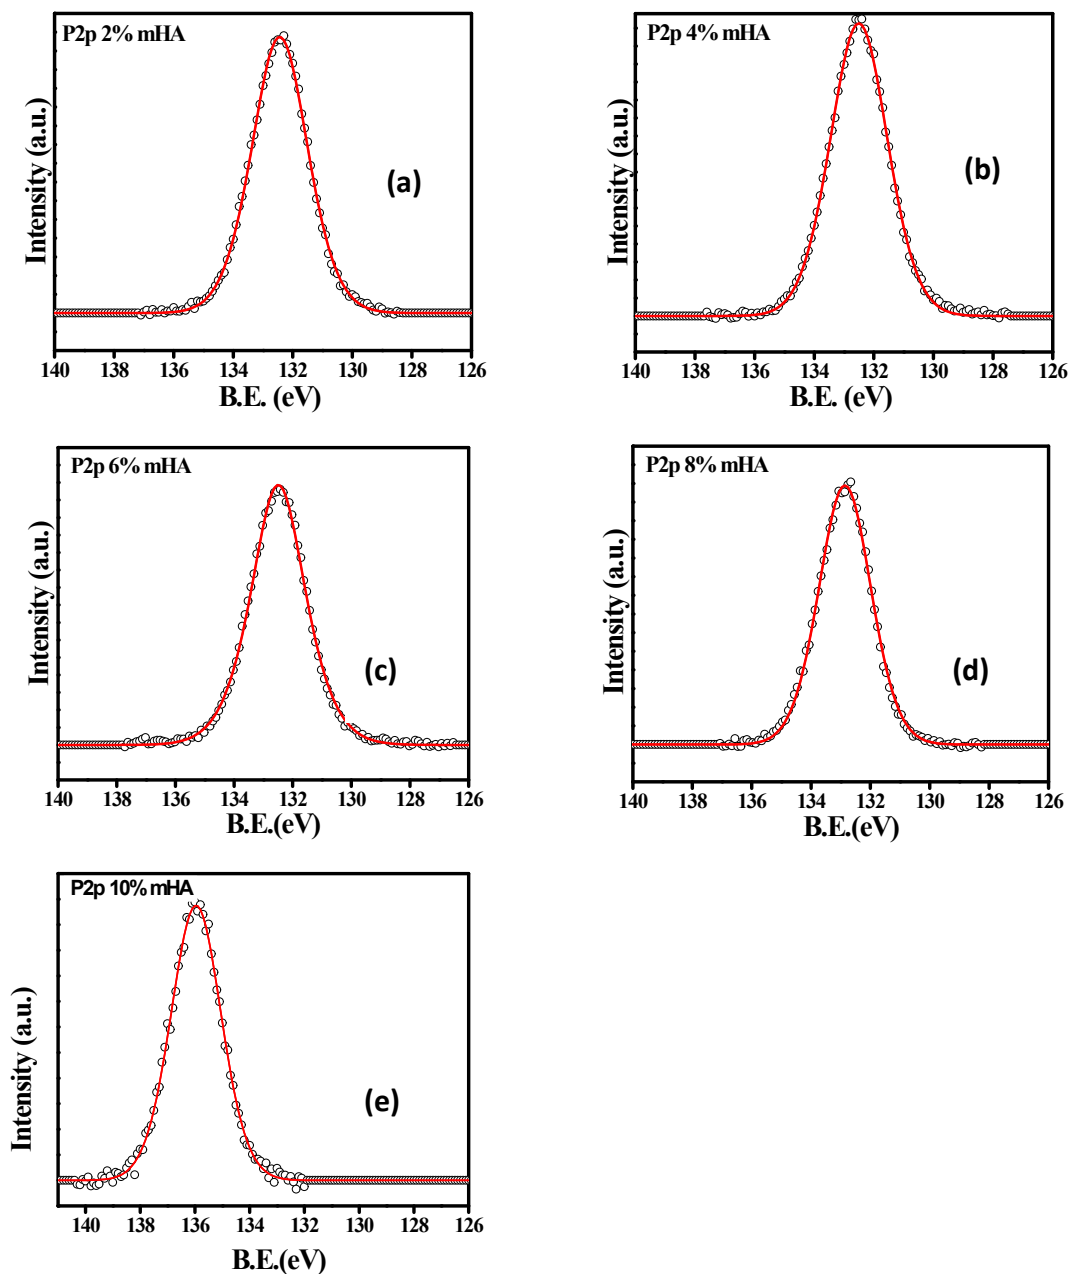 P2p 2% mHA
Intensity (a.u.)
(a)
140 138 136 134 132 130 128 126
B.E. (eV)
P2p 4% mHA
Intensity (a.u.)
(b)
140 138 136 134 132 130 128 126
B.E. (eV)
P2p 6% mHA
Intensity (a.u.)
(c)
140 138 136 134 132 130 128 126
B.E.(eV)
P2p 8% mHA
Intensity (a.u.)
(d)
140 138 136 134 132 130 128 126
B.E.(eV)
P2p 10% mHA
Intensity (a.u.)
(e)
140 138 136 134 132 130 128 126
B.E.(eV)